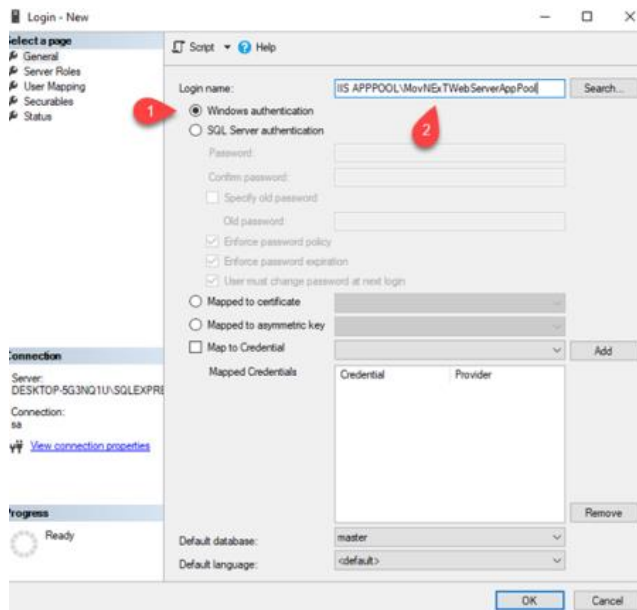 Login - New
Select a page
General
Server Roles
User Mapping
Securables
Status
Script
Help
Login name:
IIS APPPOOL\MovNExTWebServerAppPool
Search...
1
Windows authentication
2
SQL Server authentication
Password:
Confirm password:
Specify old password
Old password:
Enforce password policy
Enforce password expiration
User must change password at next login
Mapped to certificate
Mapped to asymmetric key
Map to Credential
Add
Mapped Credentials
Credential
Provider
Connection
Server:
DESKTOP-5G3NQ1U\SQLEXPRE
Connection:
sa
View connection properties
Progress
Ready
Remove
Default database:
master
Default language:
<default>
OK
Cancel